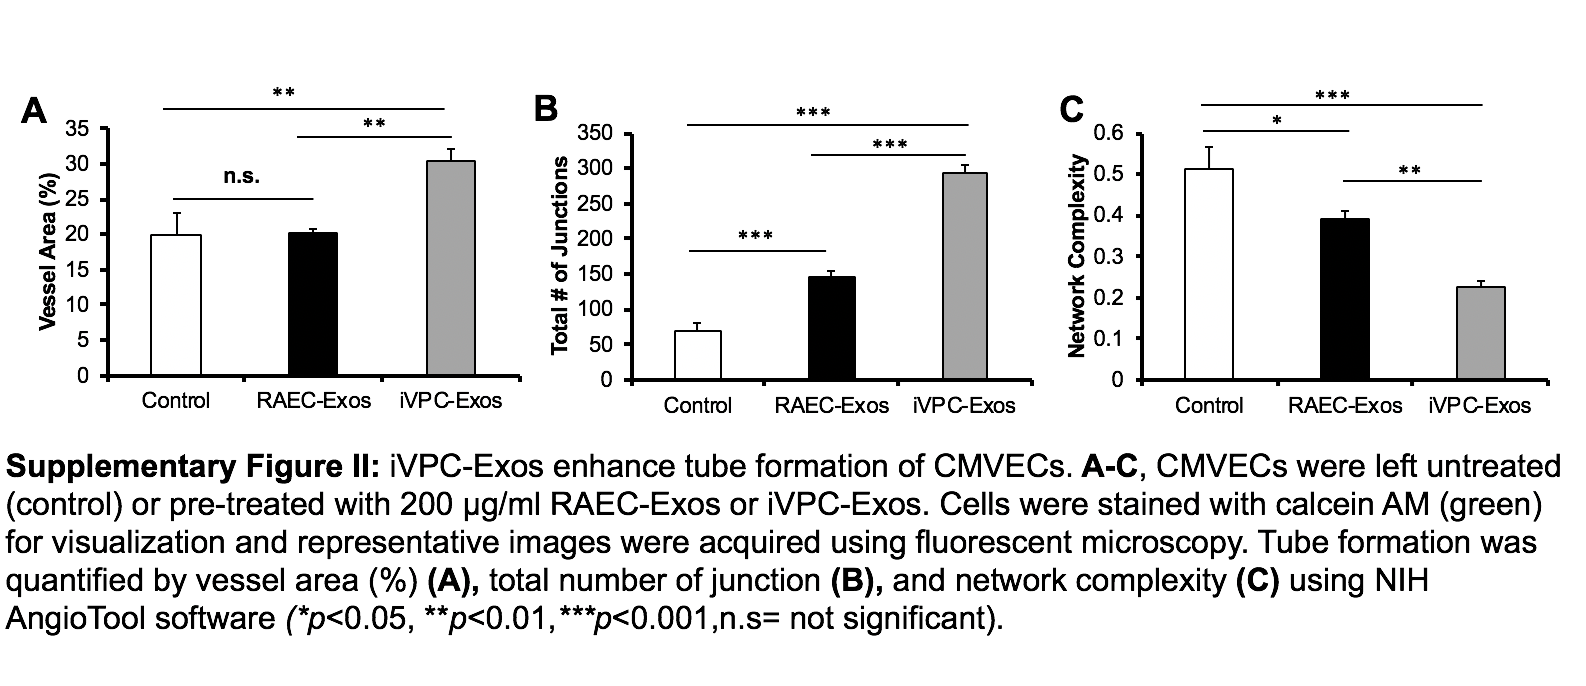 A
**
**
n.s.
Vessel Area (%)
35
30
25
20
15
10
5
0
Control
RAEC-Exos
iVPC-Exos
B
***
***
***
Total # of Junctions
350
300
250
200
150
100
50
0
Control
RAEC-Exos
iVPC-Exos
C
***
*
**
Network Complexity
0.6
0.5
0.4
0.3
0.2
0.1
0
Control
RAEC-Exos
iVPC-Exos
Supplementary Figure II: iVPC-Exos enhance tube formation of CMVECs. A-C, CMVECs were left untreated
(control) or pre-treated with 200 µg/ml RAEC-Exos or iVPC-Exos. Cells were stained with calcein AM (green)
for visualization and representative images were acquired using fluorescent microscopy. Tube formation was
quantified by vessel area (%) (A), total number of junction (B), and network complexity (C) using NIH
AngioTool software (*p<0.05, **p<0.01,***p<0.001,n.s= not significant).